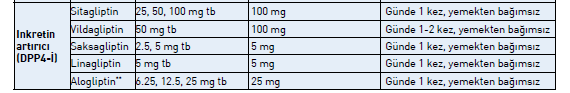 Sitagliptin 25, 50, 100 mg tb 100 mg Günde 1 kez, yemekten bağımsız
Vildagliptin 50 mg tb 100 mg Günde 1-2 kez, yemekten bağımsız
İnkretin artırıcı (DPP4-İ) Saksagliptin 2.5, 5 mg tb 5 mg Günde 1 kez, yemekten bağımsız
Linagliptin 5 mg tb 5 mg Günde 1 kez, yemekten bağımsız
Alogliptin** 6.25, 12.5, 25 mg tb 25 mg Günde 1 kez, yemekten bağımsız